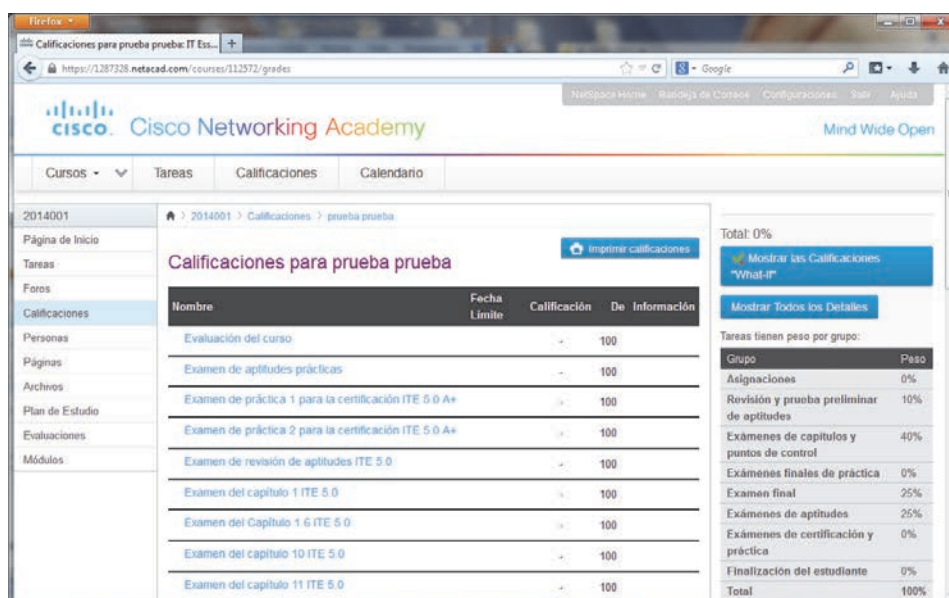 Firefox
Calificaciones para prueba prueba: IT Ess...
https://1287328.netacad.com/courses/112572/grades
Google
NetSpace Home Bandeja de Correos Configuraciones Salir Ayuda
CISCO. Cisco Networking Academy
Mind Wide Open
Cursos Tareas Calificaciones Calendario
2014001
Página de Inicio
Tareas
Foros
Calificaciones
Personas
Páginas
Archivos
Plan de Estudio
Evaluaciones
Módulos
2014001 > Calificaciones > prueba prueba
Imprimir calificaciones
Calificaciones para prueba prueba
Nombre Fecha Límite Calificación De Información
Evaluación del curso - 100
Examen de aptitudes prácticas - 100
Examen de práctica 1 para la certificación ITE 5.0 A+ - 100
Examen de práctica 2 para la certificación ITE 5.0 A+ - 100
Examen de revisión de aptitudes ITE 5.0 - 100
Examen del capítulo 1 ITE 5.0 - 100
Examen del Capítulo 1.6 ITE 5.0 - 100
Examen del capítulo 10 ITE 5.0 - 100
Examen del capítulo 11 ITE 5.0 - 100
Total: 0%
Mostrar las Calificaciones
"What-If"
Mostrar Todos los Detalles
Tareas tienen peso por grupo:
Grupo Peso
Asignaciones 0%
Revisión y prueba preliminar 10%
de aptitudes
Exámenes de capítulos y 40%
puntos de control
Exámenes finales de práctica 0%
Examen final 25%
Exámenes de aptitudes 25%
Exámenes de certificación y 0%
práctica
Finalización del estudiante 0%
Total 100%